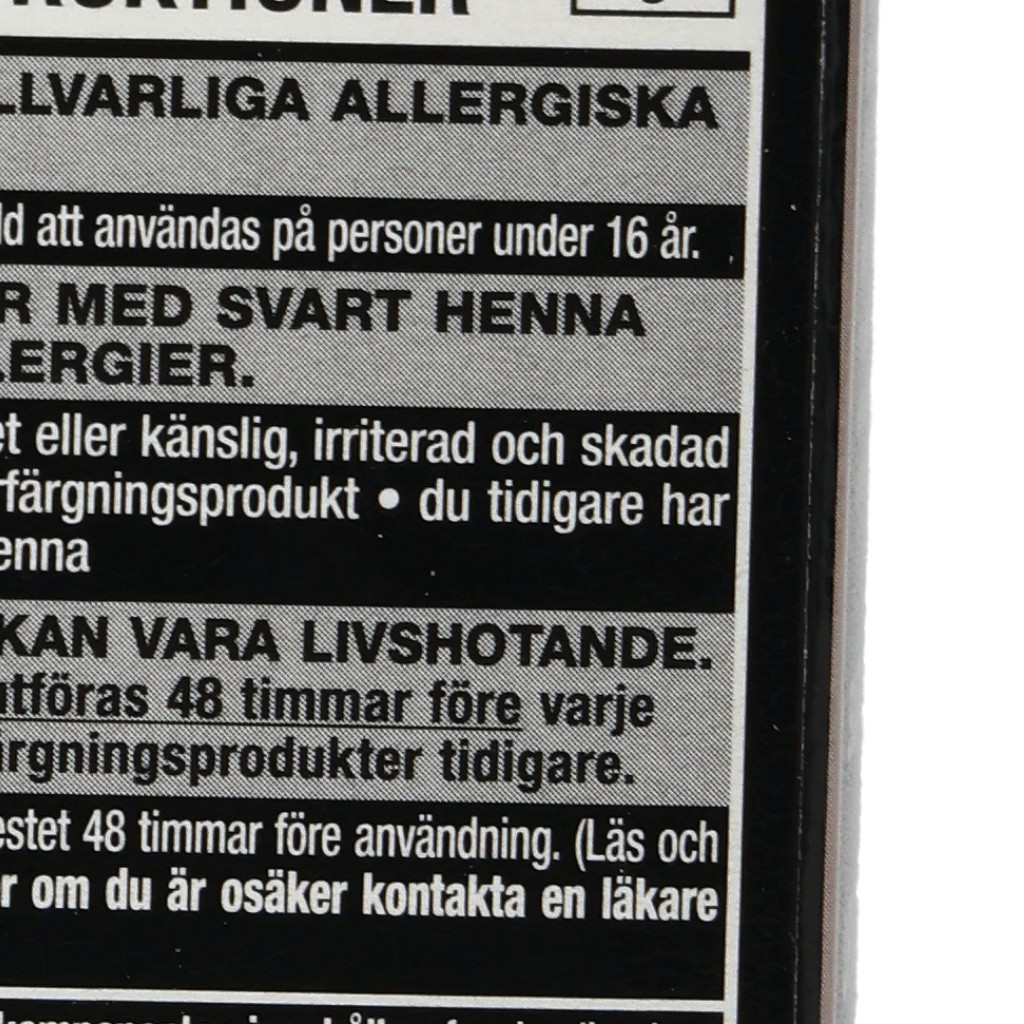 LLVARLIGA ALLERGISKA
ld att användas på personer under 16 år.
R MED SVART HENNA
LERGIER.
et eller känslig, irriterad och skadad
rfärgningsprodukt • du tidigare har
enna
KAN VARA LIVSHOTANDE.
utföras 48 timmar före varje
ärgningsprodukter tidigare.
estet 48 timmar före användning. (Läs och
r om du är osäker kontakta en läkare